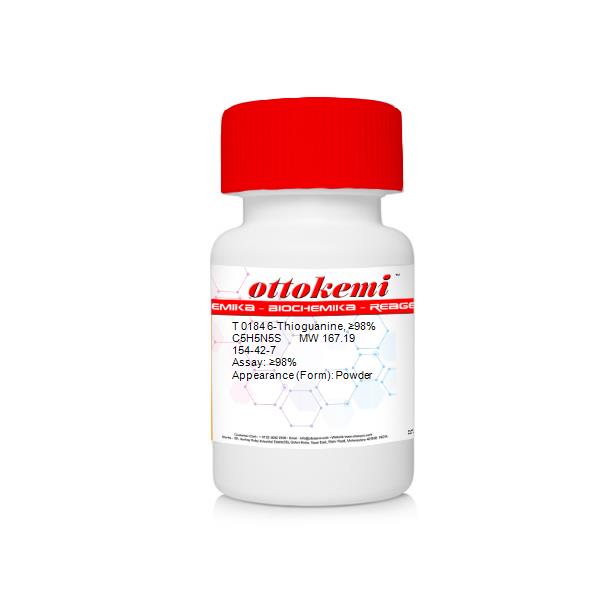 ottokemi ™
EMIKA - BIOCHEMIKA - REAGE
T 0184 6-Thioguanine, ≥98%
C5H5N5S MW 167.19
154-42-7
Assay: ≥98%
Appearance (Form): Powder